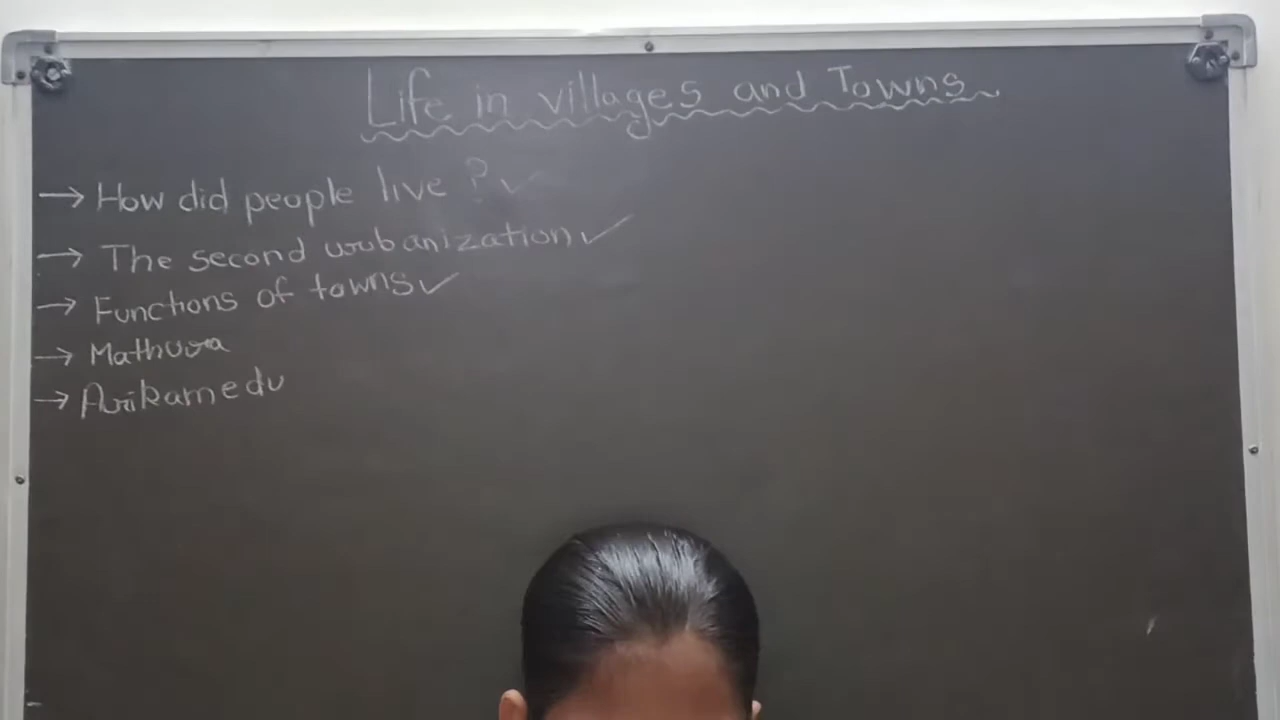 Life in villages and Towns
→ How did people live ? ✓
→ The second urbanization ✓
→ Functions of towns ✓
→ Mathura
→ Arikamedu